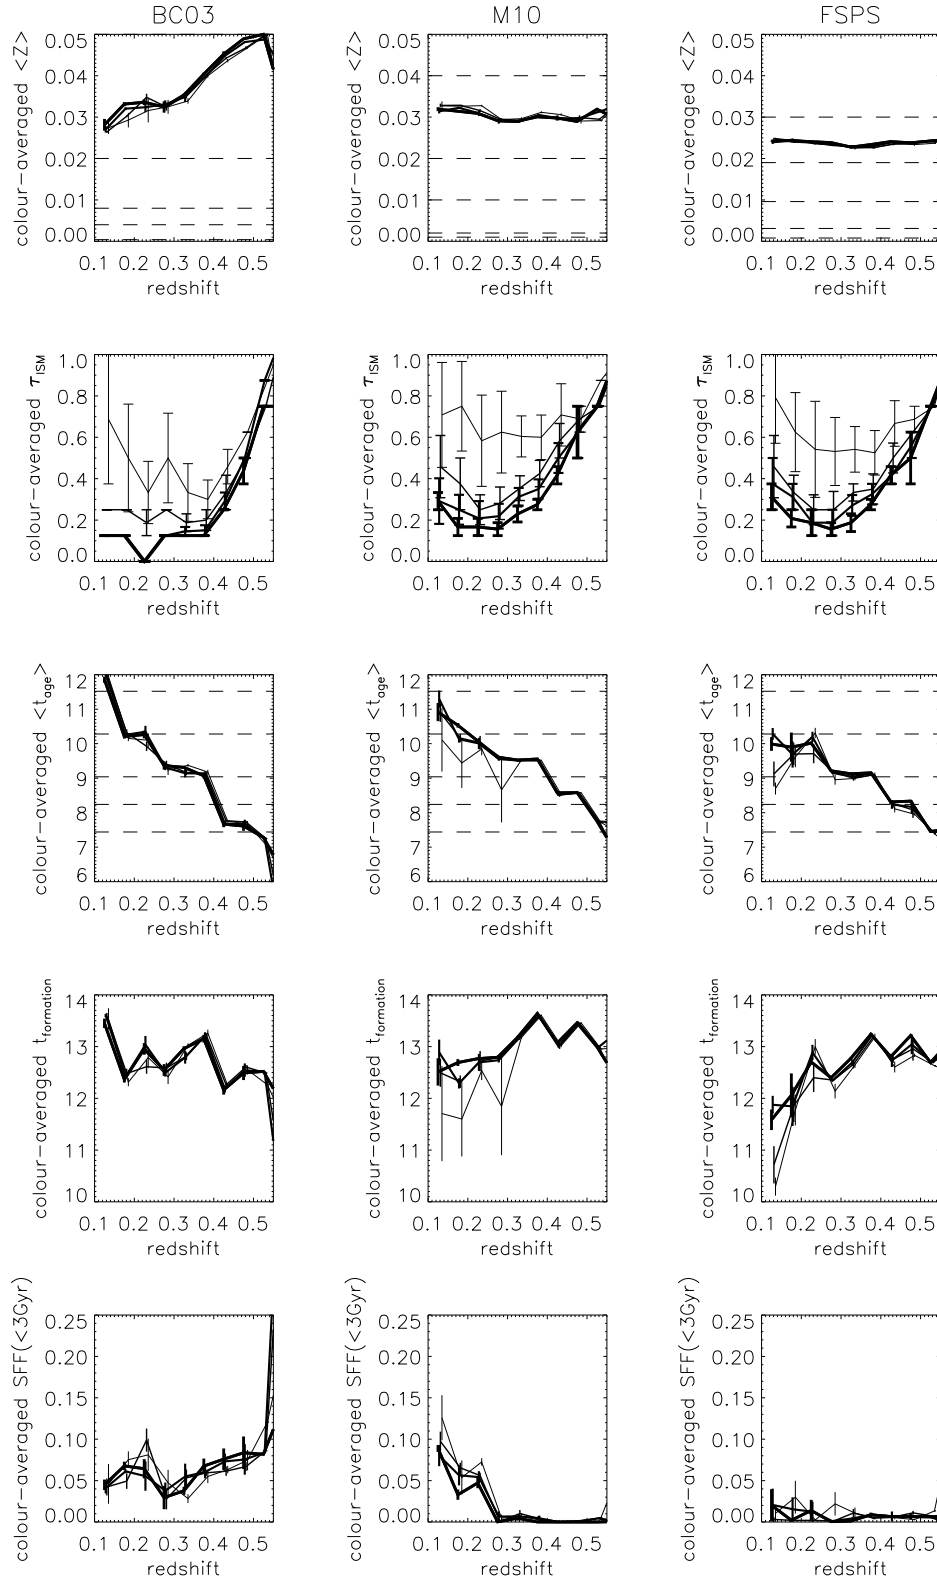 BC03 M10 FSPS
colour-averaged <Z> colour-averaged <Z> colour-averaged <Z>
0.05 0.05 0.05
0.04 0.04 0.04
0.03 0.03 0.03
0.02 0.02 0.02
0.01 0.01 0.01
0.00 0.00 0.00
0.1 0.2 0.3 0.4 0.5 0.1 0.2 0.3 0.4 0.5 0.1 0.2 0.3 0.4 0.5
redshift redshift redshift
colour-averaged τISM colour-averaged τISM colour-averaged τISM
1.0 1.0 1.0
0.8 0.8 0.8
0.6 0.6 0.6
0.4 0.4 0.4
0.2 0.2 0.2
0.0 0.0 0.0
0.1 0.2 0.3 0.4 0.5 0.1 0.2 0.3 0.4 0.5 0.1 0.2 0.3 0.4 0.5
redshift redshift redshift
colour-averaged <tage> colour-averaged <tage> colour-averaged <tage>
12 12 12
11 11 11
10 10 10
9 9 9
8 8 8
7 7 7
6 6 6
0.1 0.2 0.3 0.4 0.5 0.1 0.2 0.3 0.4 0.5 0.1 0.2 0.3 0.4 0.5
redshift redshift redshift
colour-averaged tformation colour-averaged tformation colour-averaged tformation
14 14 14
13 13 13
12 12 12
11 11 11
10 10 10
0.1 0.2 0.3 0.4 0.5 0.1 0.2 0.3 0.4 0.5 0.1 0.2 0.3 0.4 0.5
redshift redshift redshift
colour-averaged SFF(<3Gyr) colour-averaged SFF(<3Gyr) colour-averaged SFF(<3Gyr)
0.25 0.25 0.25
0.20 0.20 0.20
0.15 0.15 0.15
0.10 0.10 0.10
0.05 0.05 0.05
0.00 0.00 0.00
0.1 0.2 0.3 0.4 0.5 0.1 0.2 0.3 0.4 0.5 0.1 0.2 0.3 0.4 0.5
redshift redshift redshift